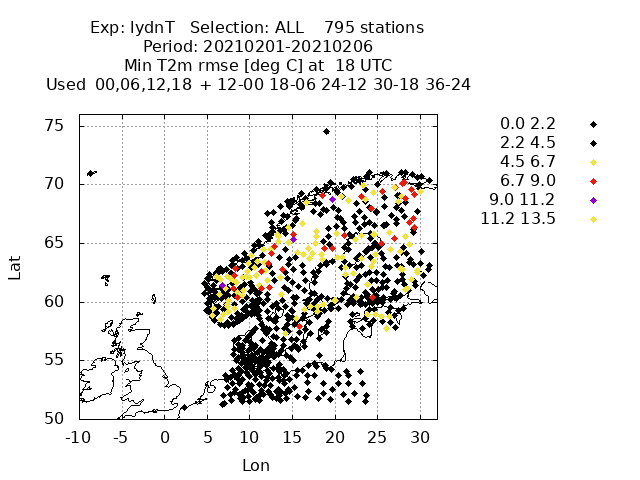 Exp: lydnT   Selection: ALL    795 stations
Period: 20210201-20210206
Min T2m rmse [deg C] at  18 UTC
Used  00,06,12,18  + 12-00 18-06 24-12 30-18 36-24
0.0 2.2
2.2 4.5
4.5 6.7
6.7 9.0
9.0 11.2
11.2 13.5
75
70
65
60
55
50
Lat
-10 -5 0 5 10 15 20 25 30
Lon